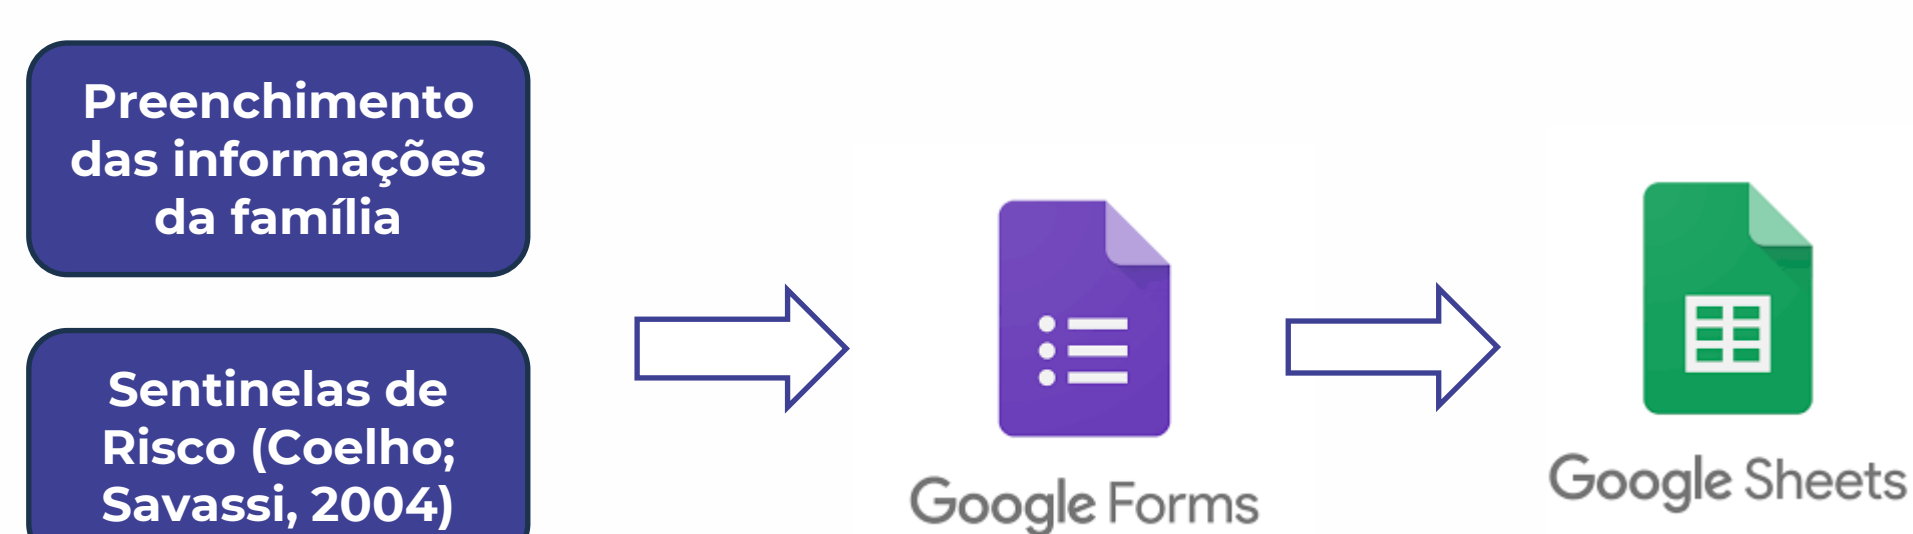 Preenchimento
das informações
da família
Sentinelas de
Risco (Coelho;
Savassi, 2004)
Google Forms
Google Sheets